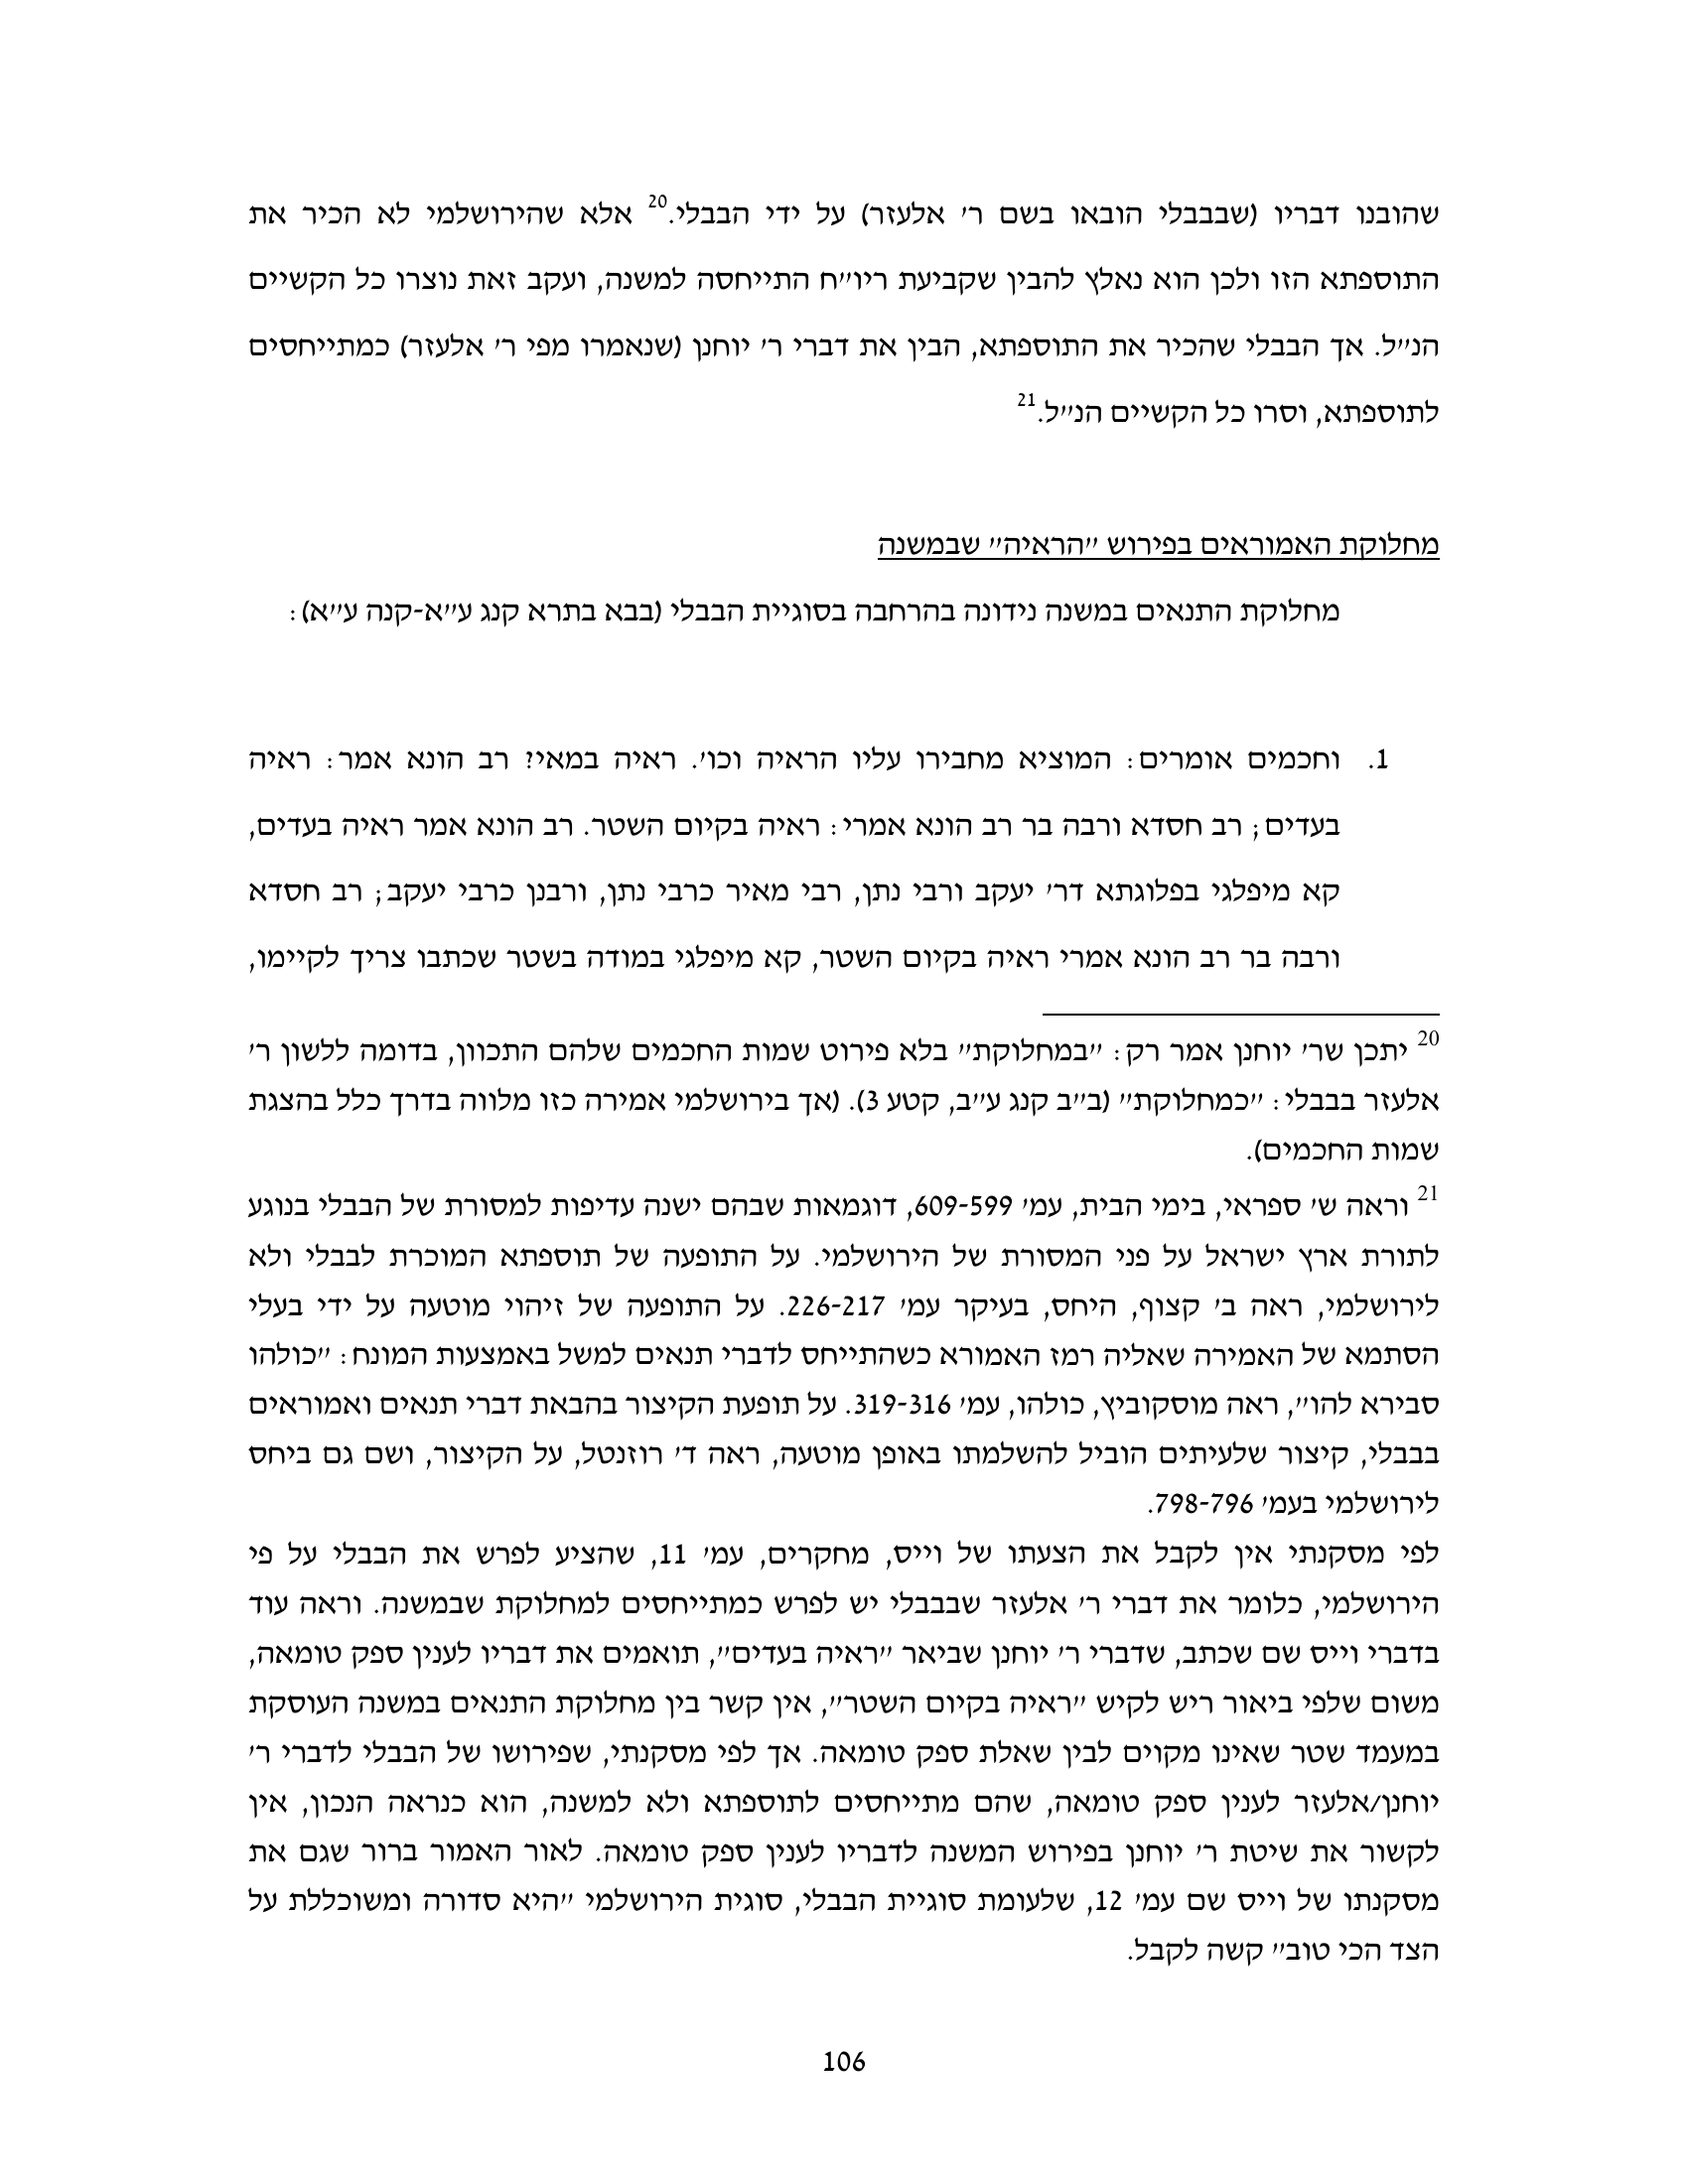 שהובנו דבריו (שבבבלי הובאו בשם ר׳ אלעזר) על ידי הבבלי.20 אלא שהירושלמי לא הכיר את
התוספתא הזו ולכן הוא נאלץ להבין שקביעת ריו״ח התייחסה למשנה, ועקב זאת נוצרו כל הקשיים
הנ״ל. אך הבבלי שהכיר את התוספתא, הבין את דברי ר׳ יוחנן (שנאמרו מפי ר׳ אלעזר) כמתייחסים
לתוספתא, וסרו כל הקשיים הנ״ל.21
מחלוקת האמוראים בפירוש ״הראיה״ שבמשנה
מחלוקת התנאים במשנה נידונה בהרחבה בסוגיית הבבלי (בבא בתרא קנג ע״א-קנה ע״א):
1. וחכמים אומרים: המוציא מחבירו עליו הראיה וכו׳. ראיה במאי? רב הונא אמר: ראיה
בעדים; רב חסדא ורבה בר רב הונא אמרי: ראיה בקיום השטר. רב הונא אמר ראיה בעדים,
קא מיפלגי בפלוגתא דר׳ יעקב ורבי נתן, רבי מאיר כרבי נתן, ורבנן כרבי יעקב; רב חסדא
ורבה בר רב הונא אמרי ראיה בקיום השטר, קא מיפלגי במודה בשטר שכתבו צריך לקיימו,
20 יתכן שר׳ יוחנן אמר רק: ״במחלוקת״ בלא פירוט שמות החכמים שלהם התכוון, בדומה ללשון ר׳
אלעזר בבבלי: ״כמחלוקת״ (ב״ב קנג ע״ב, קטע 3). (אך בירושלמי אמירה כזו מלווה בדרך כלל בהצגת
שמות החכמים).
21 וראה ש׳ ספראי, בימי הבית, עמ׳ 609-599, דוגמאות שבהם ישנה עדיפות למסורת של הבבלי בנוגע
לתורת ארץ ישראל על פני המסורת של הירושלמי. על התופעה של תוספתא המוכרת לבבלי ולא
לירושלמי, ראה ב׳ קצוף, היחס, בעיקר עמ׳ 226-217. על התופעה של זיהוי מוטעה על ידי בעלי
הסתמא של האמירה שאליה רמז האמורא כשהתייחס לדברי תנאים למשל באמצעות המונח: ״כולהו
סבירא להו״, ראה מוסקוביץ, כולהו, עמ׳ 319-316. על תופעת הקיצור בהבאת דברי תנאים ואמוראים
בבבלי, קיצור שלעיתים הוביל להשלמתו באופן מוטעה, ראה ד׳ רוזנטל, על הקיצור, ושם גם ביחס
לירושלמי בעמ׳ 798-796.
לפי מסקנתי אין לקבל את הצעתו של וייס, מחקרים, עמ׳ 11, שהציע לפרש את הבבלי על פי
הירושלמי, כלומר את דברי ר׳ אלעזר שבבבלי יש לפרש כמתייחסים למחלוקת שבמשנה. וראה עוד
בדברי וייס שם שכתב, שדברי ר׳ יוחנן שביאר ״ראיה בעדים״, תואמים את דבריו לענין ספק טומאה,
משום שלפי ביאור ריש לקיש ״ראיה בקיום השטר״, אין קשר בין מחלוקת התנאים במשנה העוסקת
במעמד שטר שאינו מקוים לבין שאלת ספק טומאה. אך לפי מסקנתי, שפירושו של הבבלי לדברי ר׳
יוחנן/אלעזר לענין ספק טומאה, שהם מתייחסים לתוספתא ולא למשנה, הוא כנראה הנכון, אין
לקשור את שיטת ר׳ יוחנן בפירוש המשנה לדבריו לענין ספק טומאה. לאור האמור ברור שגם את
מסקנתו של וייס שם עמ׳ 12, שלעומת סוגיית הבבלי, סוגית הירושלמי ״היא סדורה ומשוכללת על
הצד הכי טוב״ קשה לקבל.
106